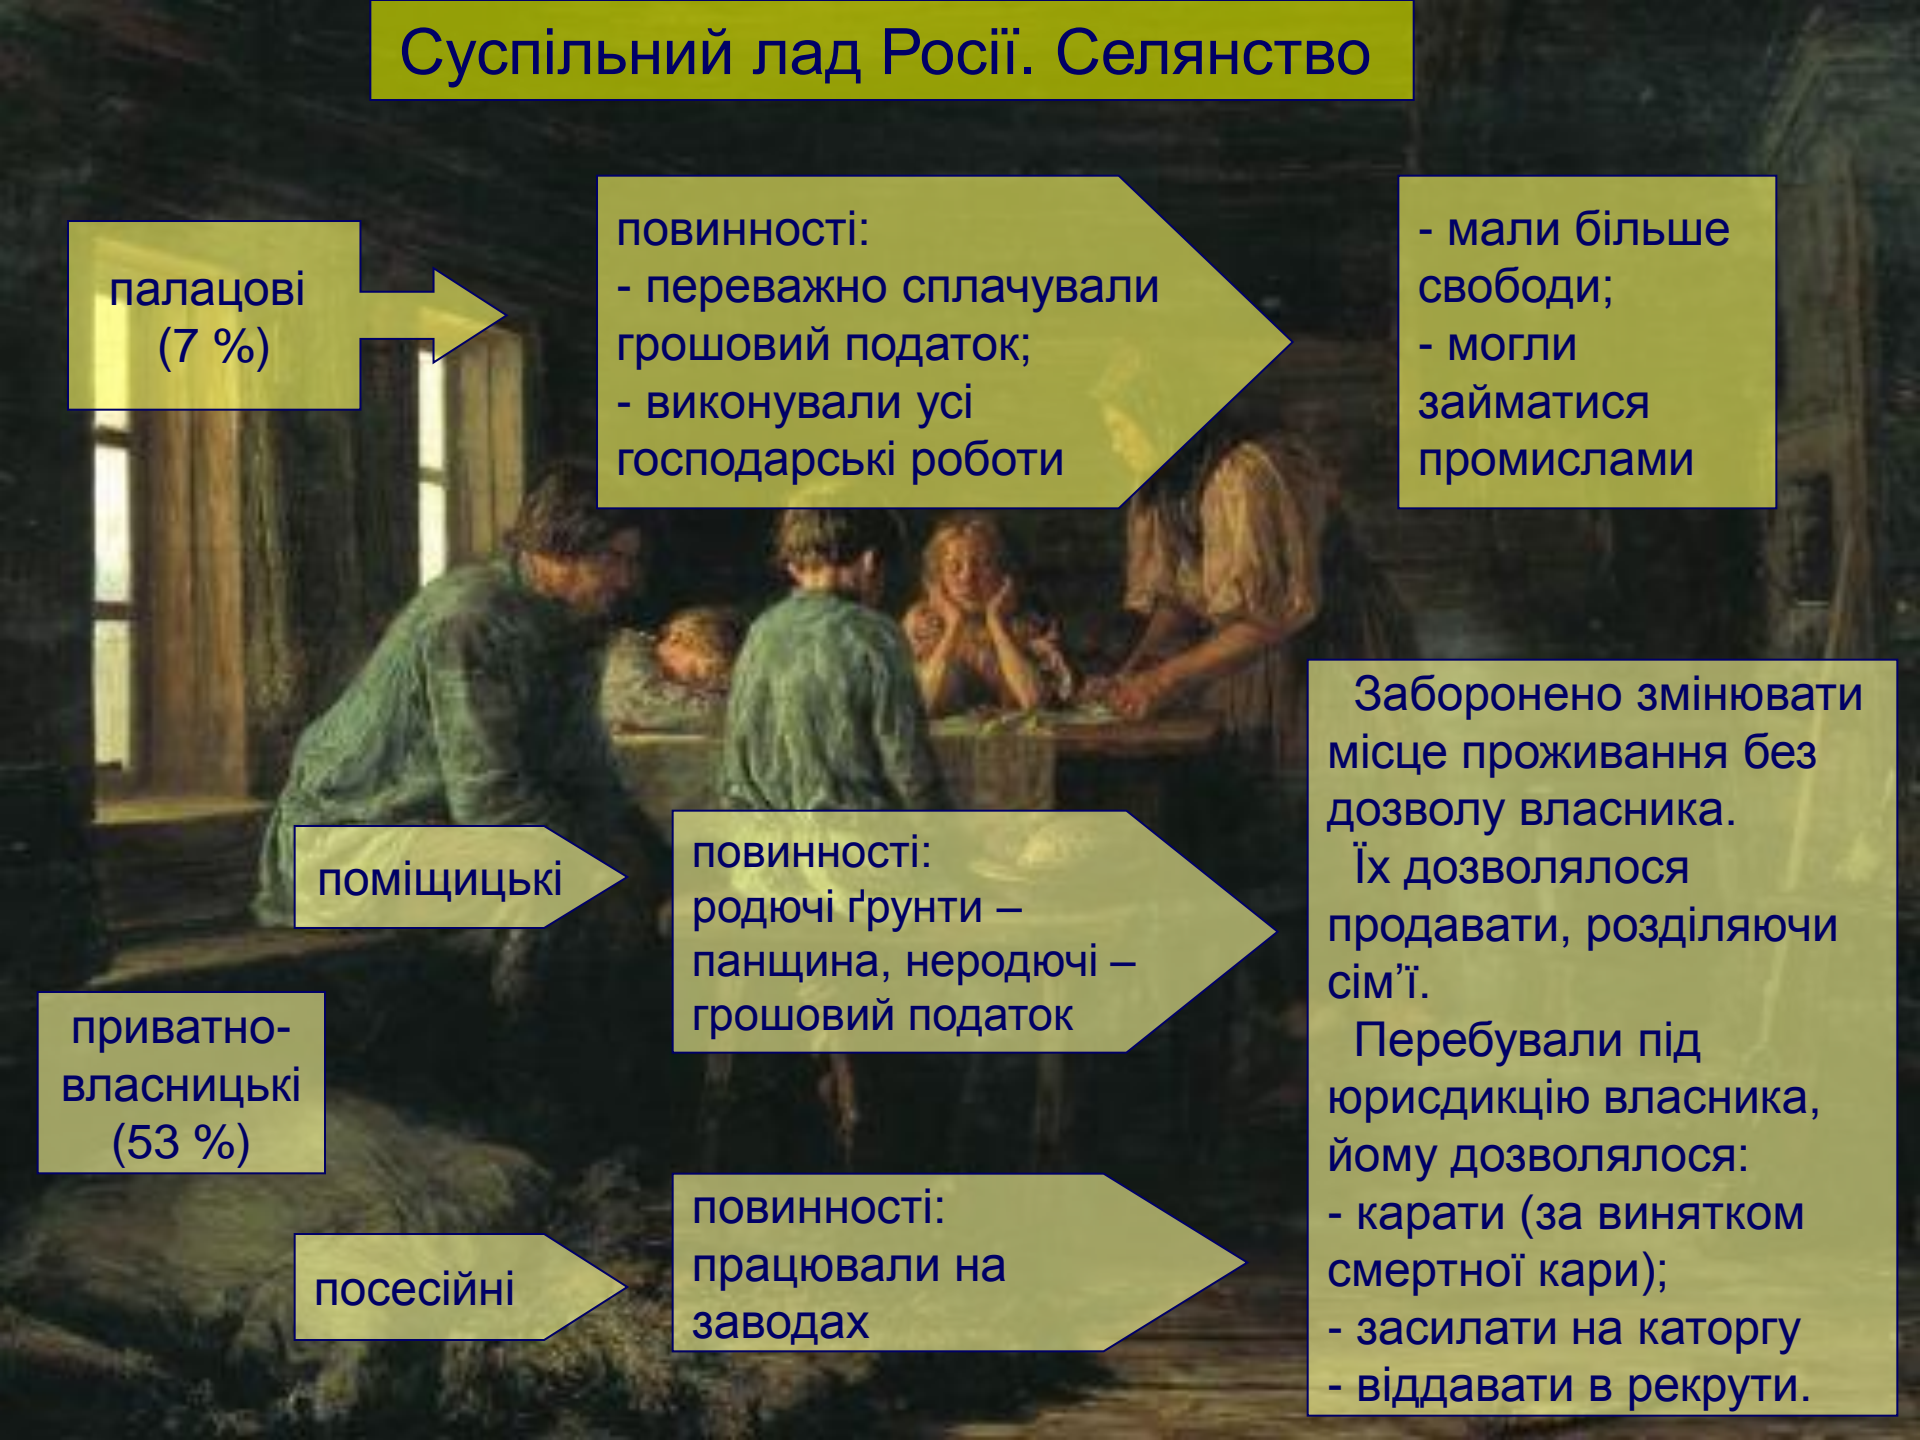 Суспільний лад Росії. Селянство
палацові
(7 %)
повинності:
- переважно сплачували
грошовий податок;
- виконували усі
господарські роботи
- мали більше
свободи;
- могли
займатися
промислами
приватно-
власницькі
(53 %)
поміщицькі
повинності:
родючі ґрунти –
панщина, неродючі –
грошовий податок
посесійні
повинності:
працювали на
заводах
Заборонено змінювати
місце проживання без
дозволу власника.
Їх дозволялося
продавати, розділяючи
сім’ї.
Перебували під
юрисдикцію власника,
йому дозволялося:
- карати (за винятком
смертної кари);
- засилати на каторгу
- віддавати в рекрути.